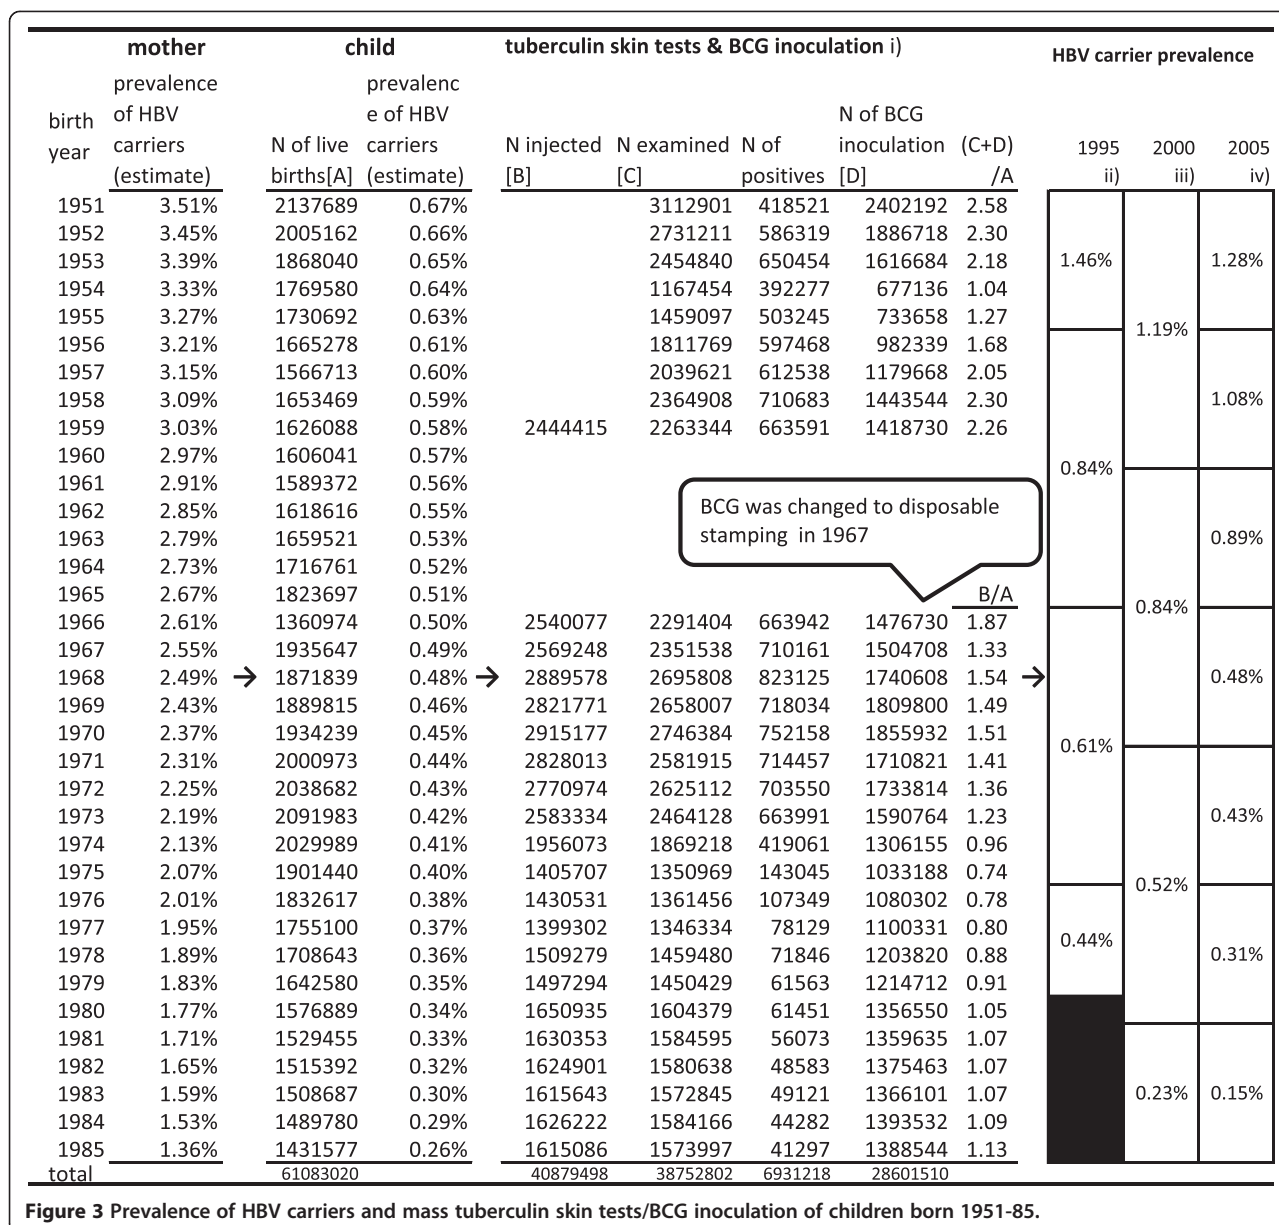 mother child tuberculin skin tests & BCG inoculation i) HBV carrier prevalence
prevalence prevalenc
of HBV e of HBV N of BCG
birth carriers N of live carriers N injected N examined N of inoculation (C+D) 1995 2000 2005
year (estimate) births[A] (estimate) [B] [C] positives [D] /A ii) iii) iv)
1951 3.51% 2137689 0.67% 3112901 418521 2402192 2.58
1952 3.45% 2005162 0.66% 2731211 586319 1886718 2.30
1953 3.39% 1868040 0.65% 2454840 650454 1616684 2.18 1.46% 1.28%
1954 3.33% 1769580 0.64% 1167454 392277 677136 1.04
1955 3.27% 1730692 0.63% 1459097 503245 733658 1.27 1.19%
1956 3.21% 1665278 0.61% 1811769 597468 982339 1.68
1957 3.15% 1566713 0.60% 2039621 612538 1179668 2.05
1958 3.09% 1653469 0.59% 2364908 710683 1443544 2.30 1.08%
1959 3.03% 1626088 0.58% 2444415 2263344 663591 1418730 2.26
1960 2.97% 1606041 0.57% 0.84%
1961 2.91% 1589372 0.56%
1962 2.85% 1618616 0.55% BCG was changed to disposable
1963 2.79% 1659521 0.53% stamping in 1967 0.89%
1964 2.73% 1716761 0.52%
1965 2.67% 1823697 0.51% B/A
1966 2.61% 1360974 0.50% 2540077 2291404 663942 1476730 1.87 0.84%
1967 2.55% 1935647 0.49% 2569248 2351538 710161 1504708 1.33
1968 2.49% → 1871839 0.48% → 2889578 2695808 823125 1740608 1.54 → 0.48%
1969 2.43% 1889815 0.46% 2821771 2658007 718034 1809800 1.49
1970 2.37% 1934239 0.45% 2915177 2746384 752158 1855932 1.51 0.61%
1971 2.31% 2000973 0.44% 2828013 2581915 714457 1710821 1.41
1972 2.25% 2038682 0.43% 2770974 2625112 703550 1733814 1.36
1973 2.19% 2091983 0.42% 2583334 2464128 663991 1590764 1.23 0.43%
1974 2.13% 2029989 0.41% 1956073 1869218 419061 1306155 0.96
1975 2.07% 1901440 0.40% 1405707 1350969 143045 1033188 0.74
1976 2.01% 1832617 0.38% 1430531 1361456 107349 1080302 0.78 0.52%
1977 1.95% 1755100 0.37% 1399302 1346334 78129 1100331 0.80 0.44%
1978 1.89% 1708643 0.36% 1509279 1459480 71846 1203820 0.88 0.31%
1979 1.83% 1642580 0.35% 1497294 1450429 61563 1214712 0.91
1980 1.77% 1576889 0.34% 1650935 1604379 61451 1356550 1.05
1981 1.71% 1529455 0.33% 1630353 1584595 56073 1359635 1.07
1982 1.65% 1515392 0.32% 1624901 1580638 48583 1375463 1.07
1983 1.59% 1508687 0.30% 1615643 1572845 49121 1366101 1.07 0.23% 0.15%
1984 1.53% 1489780 0.29% 1626222 1584166 44282 1393532 1.09
1985 1.36% 1431577 0.26% 1615086 1573997 41297 1388544 1.13
total 61083020 40879498 38752802 6931218 28601510
Figure 3 Prevalence of HBV carriers and mass tuberculin skin tests/BCG inoculation of children born 1951-85.